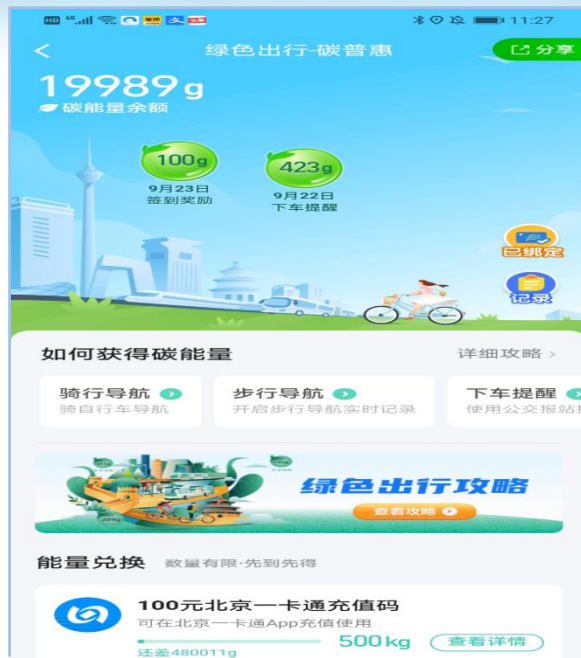 11:27
绿色出行-碳普惠
分享
19989g
碳能量余额
100g
9月23日
签到奖励
423g
9月22日
下车提醒
已绑定
记录
如何获得碳能量
详细攻略 >
骑行导航
骑自行车导航
步行导航
开启步行导航实时记录
下车提醒
使用公交报站
绿色出行攻略
查看攻略
能量兑换 数量有限·先到先得
100元北京一卡通充值码
可在北京一卡通App充值使用
500kg
查看详情
还差480011g